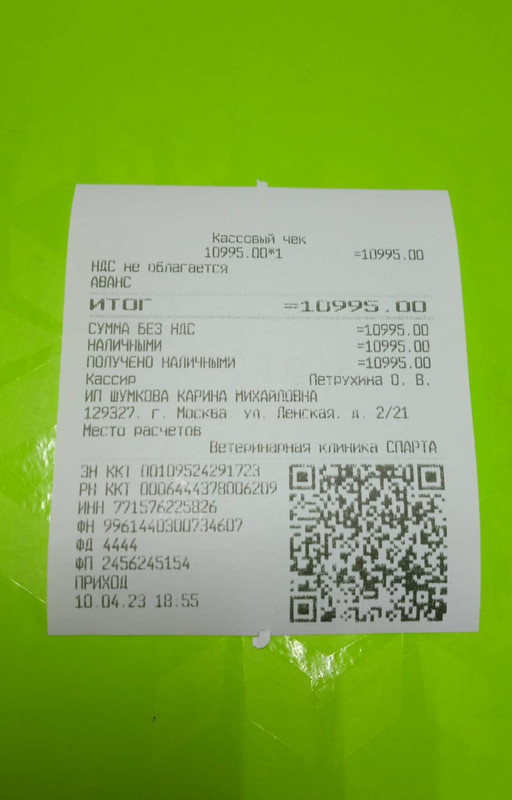 Кассовый чек
10995.00*1 =10995.00
НДС не облагается
АВАНС
ИТОГ =10995.00
СУММА БЕЗ НДС =10995.00
НАЛИЧНЫМИ =10995.00
ПОЛУЧЕНО НАЛИЧНЫМИ =10995.00
Кассир Петрухина О. В.
ИП ШУМКОВА КАРИНА МИХАЙЛОВНА
129327, г. Москва, ул. Ленская, д. 2/21
Место расчетов
Ветеринарная клиника СПАРТА
ЗН ККТ 00109524291723
РН ККТ 0006444378006209
ИНН 771576225826
ФН 9961440300734607
ФД 4444
ФП 2456245154
ПРИХОД
10.04.23 18:55